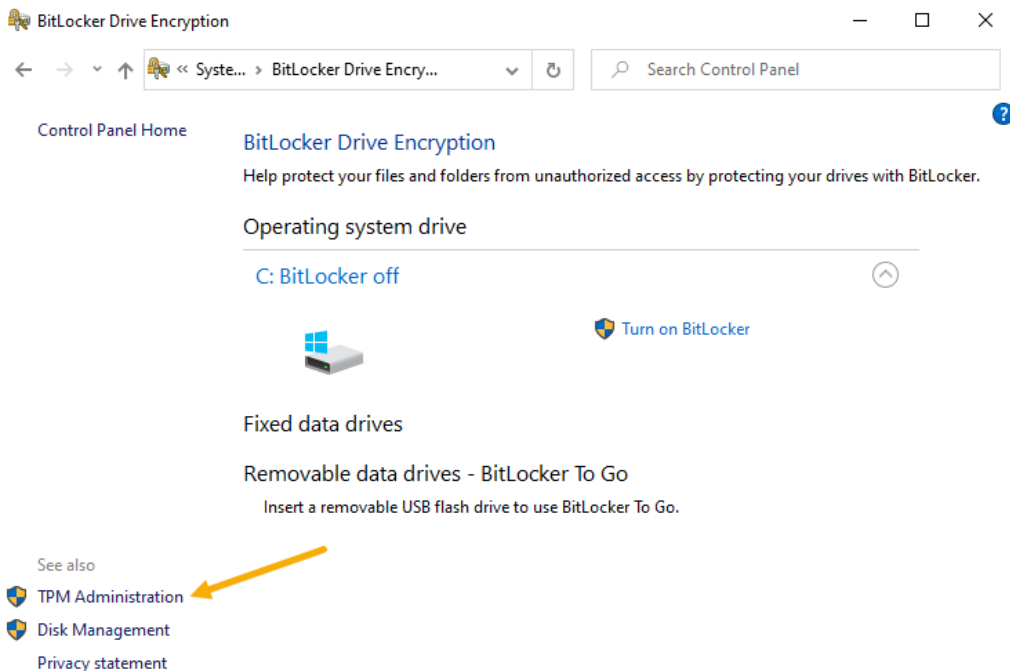 BitLocker Drive Encryption
« Syste... › BitLocker Drive Encry...
Search Control Panel
?
Control Panel Home
BitLocker Drive Encryption
Help protect your files and folders from unauthorized access by protecting your drives with BitLocker.
Operating system drive
C: BitLocker off
Turn on BitLocker
Fixed data drives
Removable data drives - BitLocker To Go
Insert a removable USB flash drive to use BitLocker To Go.
See also
TPM Administration
Disk Management
Privacy statement